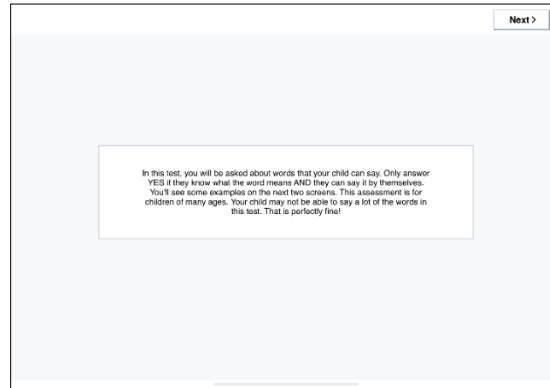 Next >
In this test, you will be asked about words that your child can say. Only answer
YES if they know what the word means AND they can say it by themselves.
You'll see some examples on the next two screens. This assessment is for
children of many ages. Your child may not be able to say a lot of the words in
this test. That is perfectly fine!